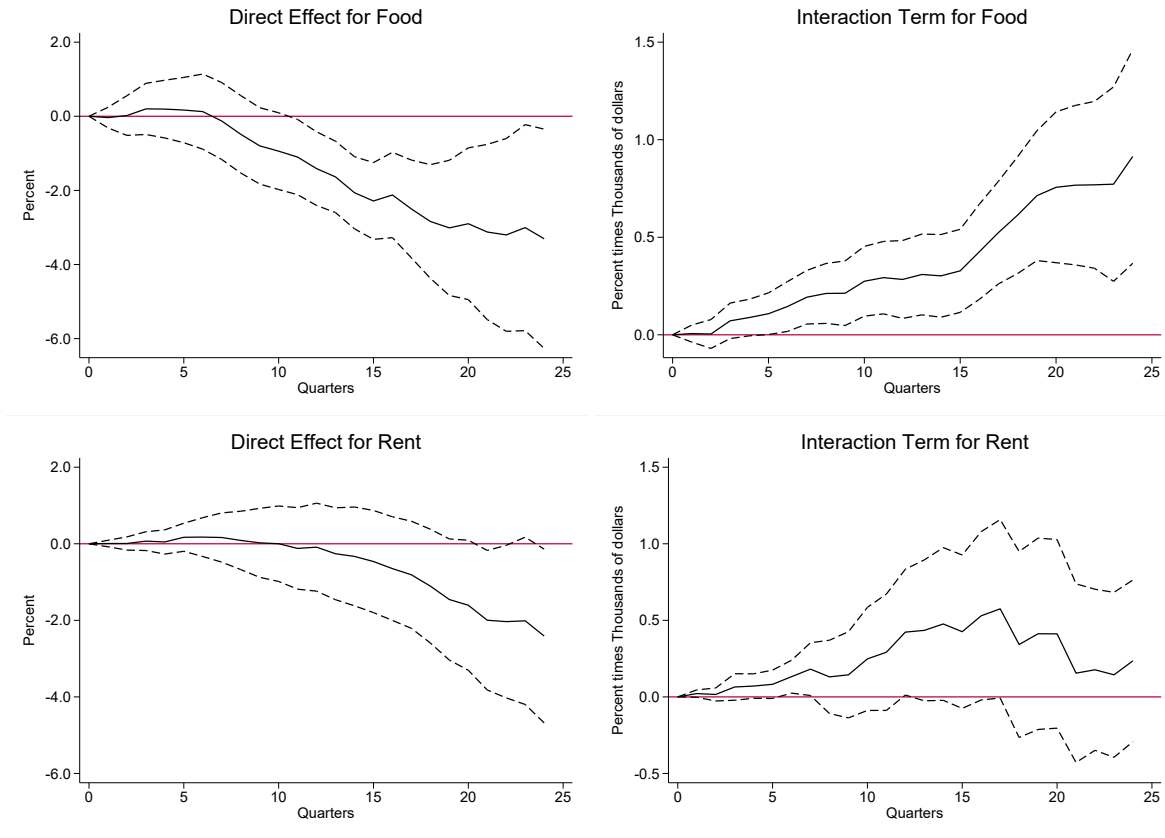 Direct Effect for Food
2.0
0.0
-2.0
-4.0
-6.0
Percent
0 5 10 15 20 25
Quarters
Interaction Term for Food
1.5
1.0
0.5
0.0
Percent times Thousands of dollars
0 5 10 15 20 25
Quarters
Direct Effect for Rent
2.0
0.0
-2.0
-4.0
-6.0
Percent
0 5 10 15 20 25
Quarters
Interaction Term for Rent
1.5
1.0
0.5
0.0
-0.5
Percent times Thousands of dollars
0 5 10 15 20 25
Quarters